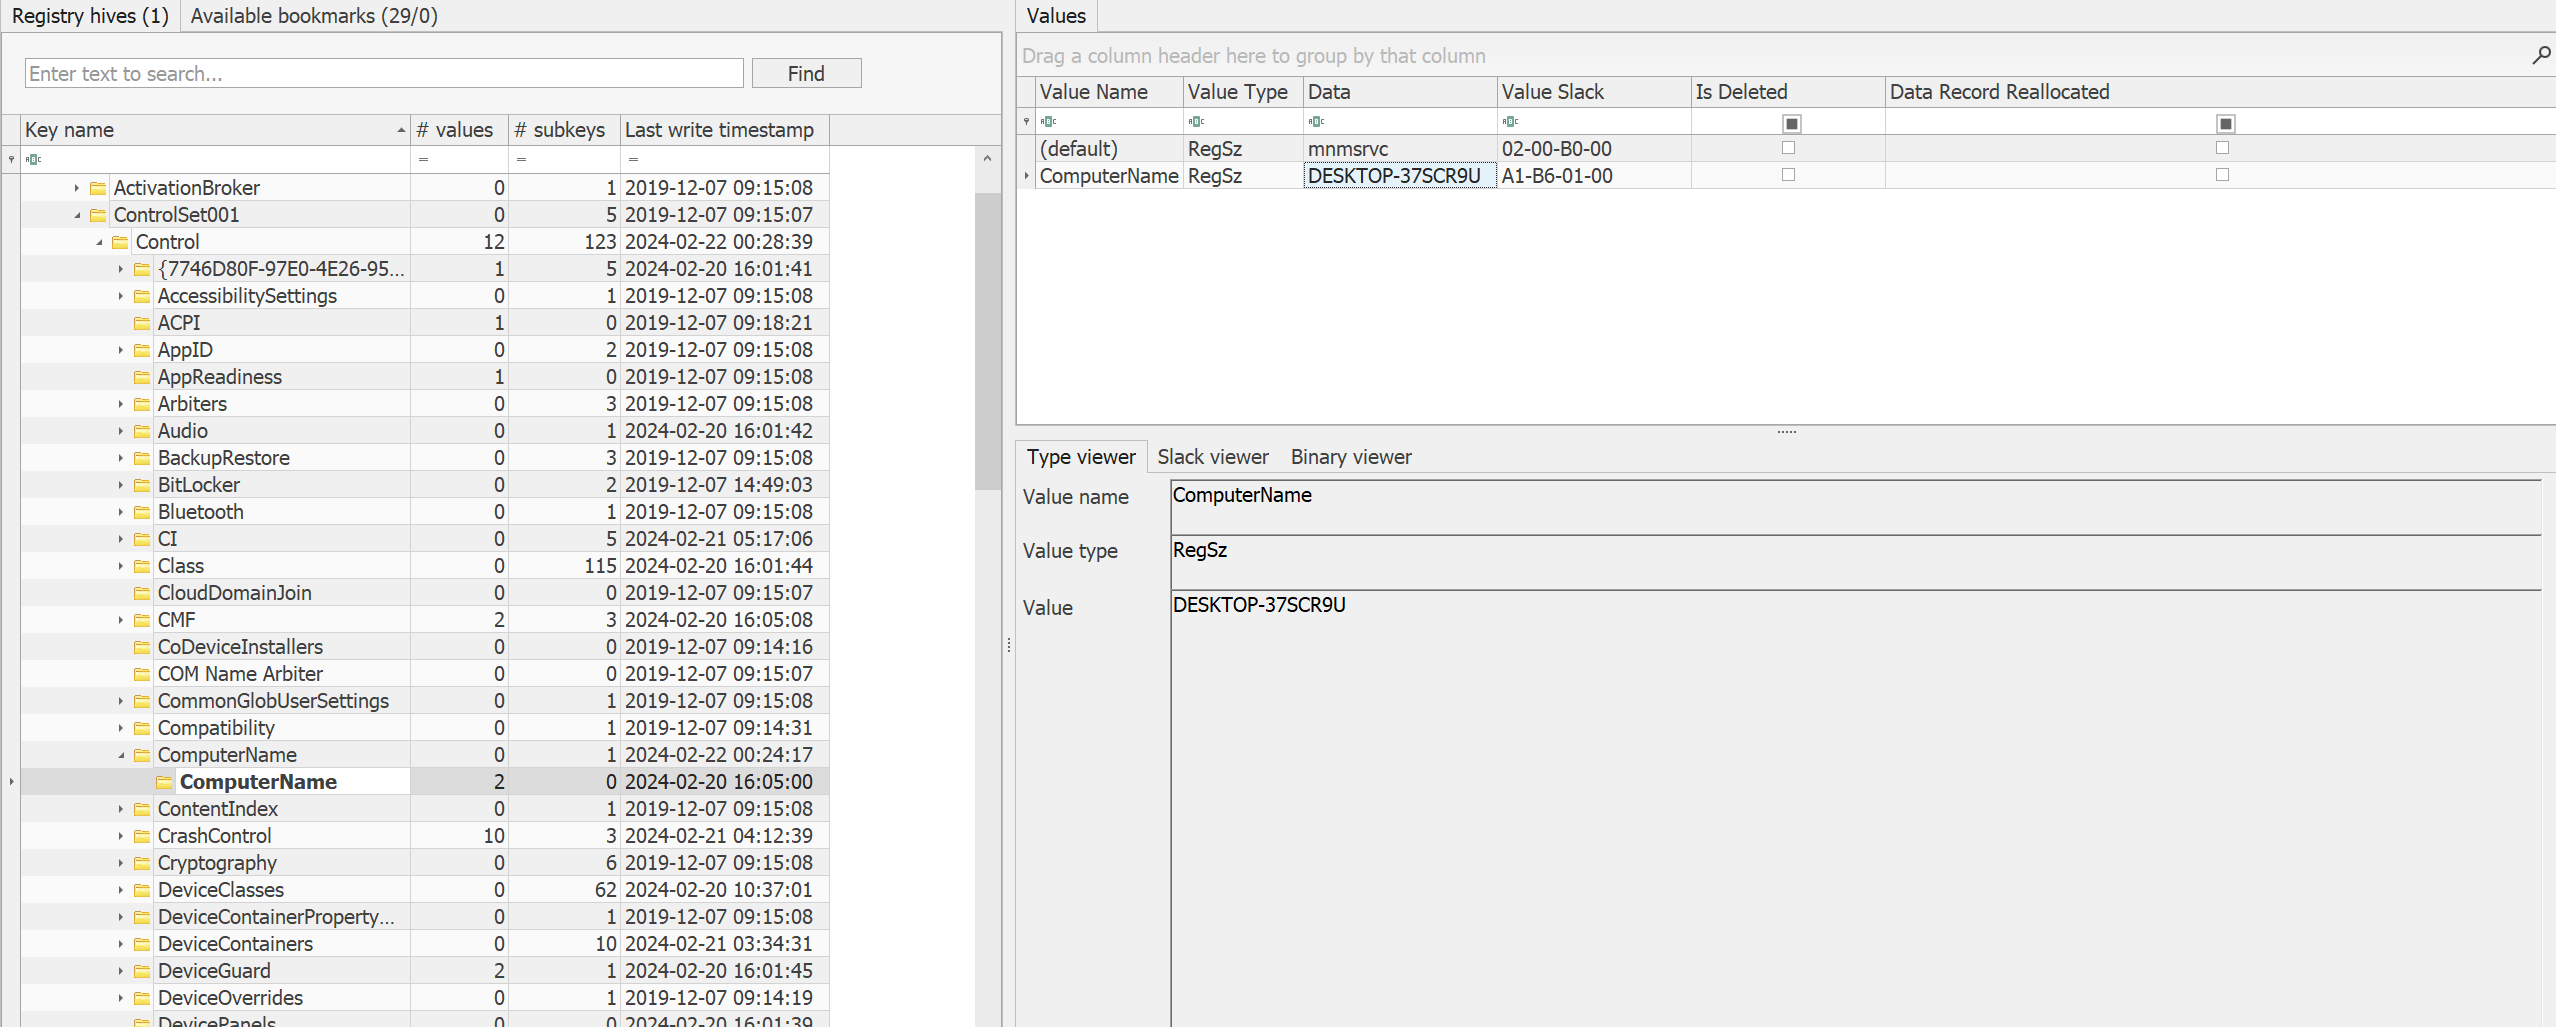 Registry hives (1) Available bookmarks (29/0)
Enter text to search... Find
Key name # values # subkeys Last write timestamp
= = =
ActivationBroker 0 1 2019-12-07 09:15:08
ControlSet001 0 5 2019-12-07 09:15:07
Control 12 123 2024-02-22 00:28:39
{7746D80F-97E0-4E26-95... 1 5 2024-02-20 16:01:41
AccessibilitySettings 0 1 2019-12-07 09:15:08
ACPI 1 0 2019-12-07 09:18:21
AppID 0 2 2019-12-07 09:15:08
AppReadiness 1 0 2019-12-07 09:15:08
Arbiters 0 3 2019-12-07 09:15:08
Audio 0 1 2024-02-20 16:01:42
BackupRestore 0 3 2019-12-07 09:15:08
BitLocker 0 2 2019-12-07 14:49:03
Bluetooth 0 1 2019-12-07 09:15:08
CI 0 5 2024-02-21 05:17:06
Class 0 115 2024-02-20 16:01:44
CloudDomainJoin 0 0 2019-12-07 09:15:07
CMF 2 3 2024-02-20 16:05:08
CoDeviceInstallers 0 0 2019-12-07 09:14:16
COM Name Arbiter 0 0 2019-12-07 09:15:07
CommonGlobUserSettings 0 1 2019-12-07 09:15:08
Compatibility 0 1 2019-12-07 09:14:31
ComputerName 0 1 2024-02-22 00:24:17
ComputerName 2 0 2024-02-20 16:05:00
ContentIndex 0 1 2019-12-07 09:15:08
CrashControl 10 3 2024-02-21 04:12:39
Cryptography 0 6 2019-12-07 09:15:08
DeviceClasses 0 62 2024-02-20 10:37:01
DeviceContainerProperty... 0 1 2019-12-07 09:15:08
DeviceContainers 0 10 2024-02-21 03:34:31
DeviceGuard 2 1 2024-02-20 16:01:45
DeviceOverrides 0 1 2019-12-07 09:14:19
DevicePanels 0 0 2024-02-20 16:01:39
Values
Drag a column header here to group by that column
Value Name Value Type Data Value Slack Is Deleted Data Record Reallocated
(default) RegSz mnmsrvc 02-00-B0-00
ComputerName RegSz DESKTOP-37SCR9U A1-B6-01-00
Type viewer Slack viewer Binary viewer
Value name ComputerName
Value type RegSz
Value DESKTOP-37SCR9U